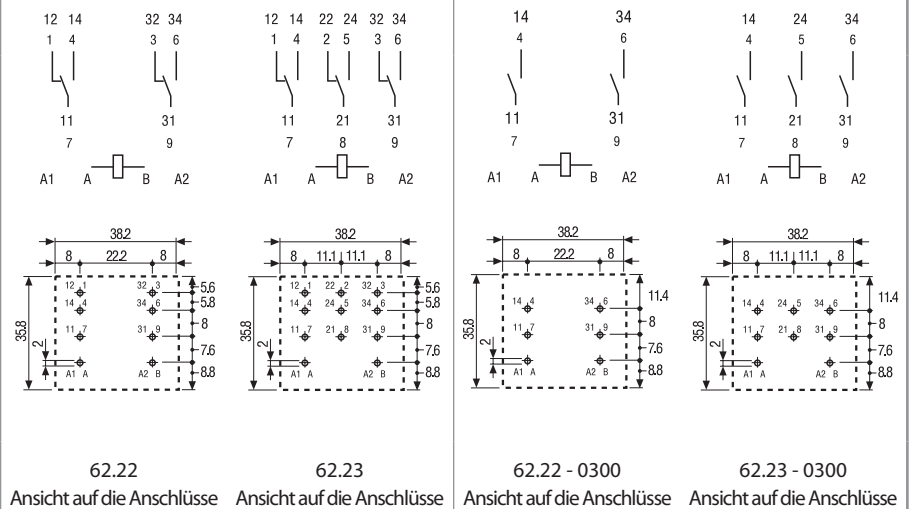 12 14 32 34 12 14 22 24 32 34 14 34 14 24 34
1 4 3 6 1 4 2 5 3 6 4 6 4 5 6
11 31 11 21 31 11 31 11 21 31
7 9 7 8 9 7 9 7 8 9
A1 A B A2 A1 A B A2 A1 A B A2 A1 A B A2
38.2 38.2 38.2 38.2
8 22.2 8 8 11.1 11.1 8 8 22.2 8 8 11.1 11.1 8
12 1 32 3 5.6 12 1 22 2 32 3 5.6
14 4 34 6 5.8 14 4 24 5 34 6 5.8 14 4 34 6 11.4 14 4 24 5 34 6 11.4
35.8 11 7 31 9 8 35.8 11 7 21 8 31 9 8 35.8 11 7 31 9 8 35.8 11 7 21 8 31 9 8
2 7.6 2 7.6 2 7.6 2 7.6
A1 A A2 B 8.8 A1 A A2 B 8.8 A1 A A2 B 8.8 A1 A A2 B 8.8
62.22 62.23 62.22 - 0300 62.23 - 0300
Ansicht auf die Anschlüsse Ansicht auf die Anschlüsse Ansicht auf die Anschlüsse Ansicht auf die Anschlüsse